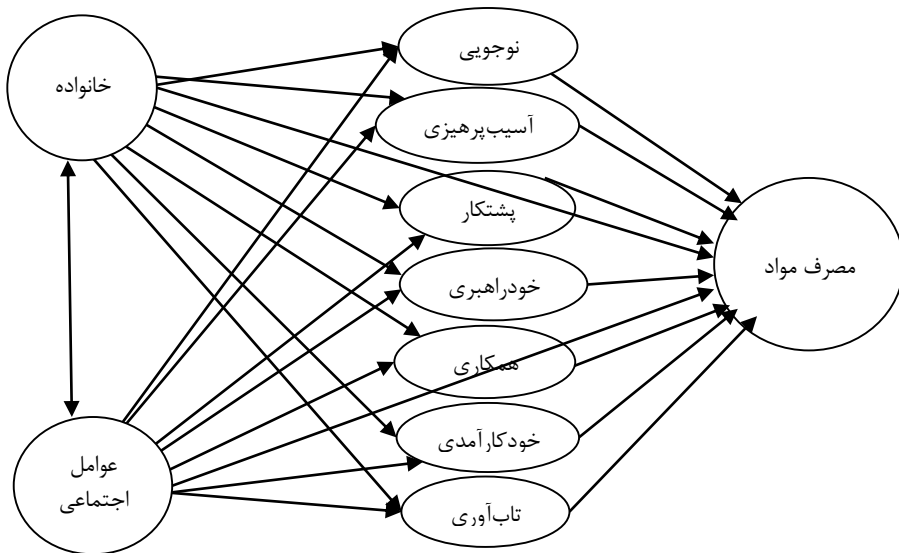 نوجویی
خانواده
آسیب‌پرهیزی
پشتکار
مصرف مواد
خودراهبری
همکاری
خودکارآمدی
عوامل
اجتماعی
تاب‌آوری